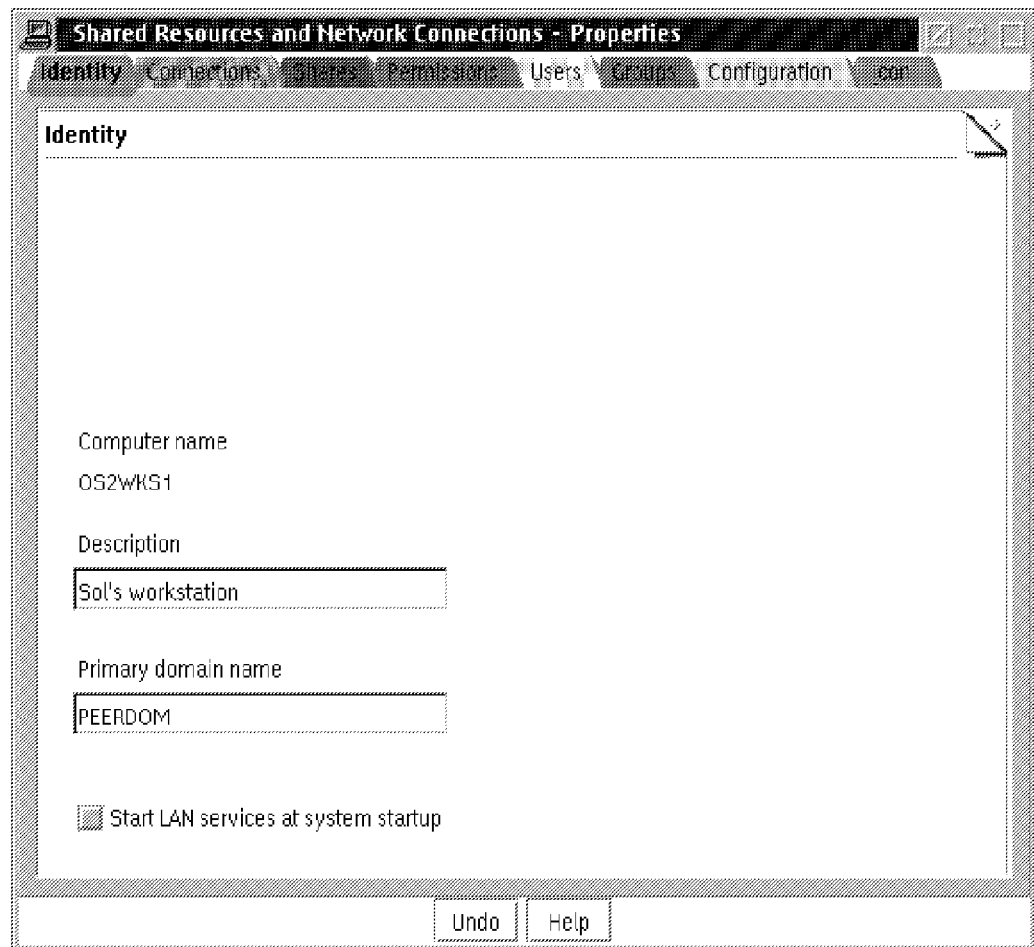 Shared Resources and Network Connections - Properties
Identity Connections Shares Permissions Users Groups Configuration Icon
Identity
Computer name
OS2WKS1
Description
Sol's workstation
Primary domain name
PEERDOM
Start LAN services at system startup
Undo Help